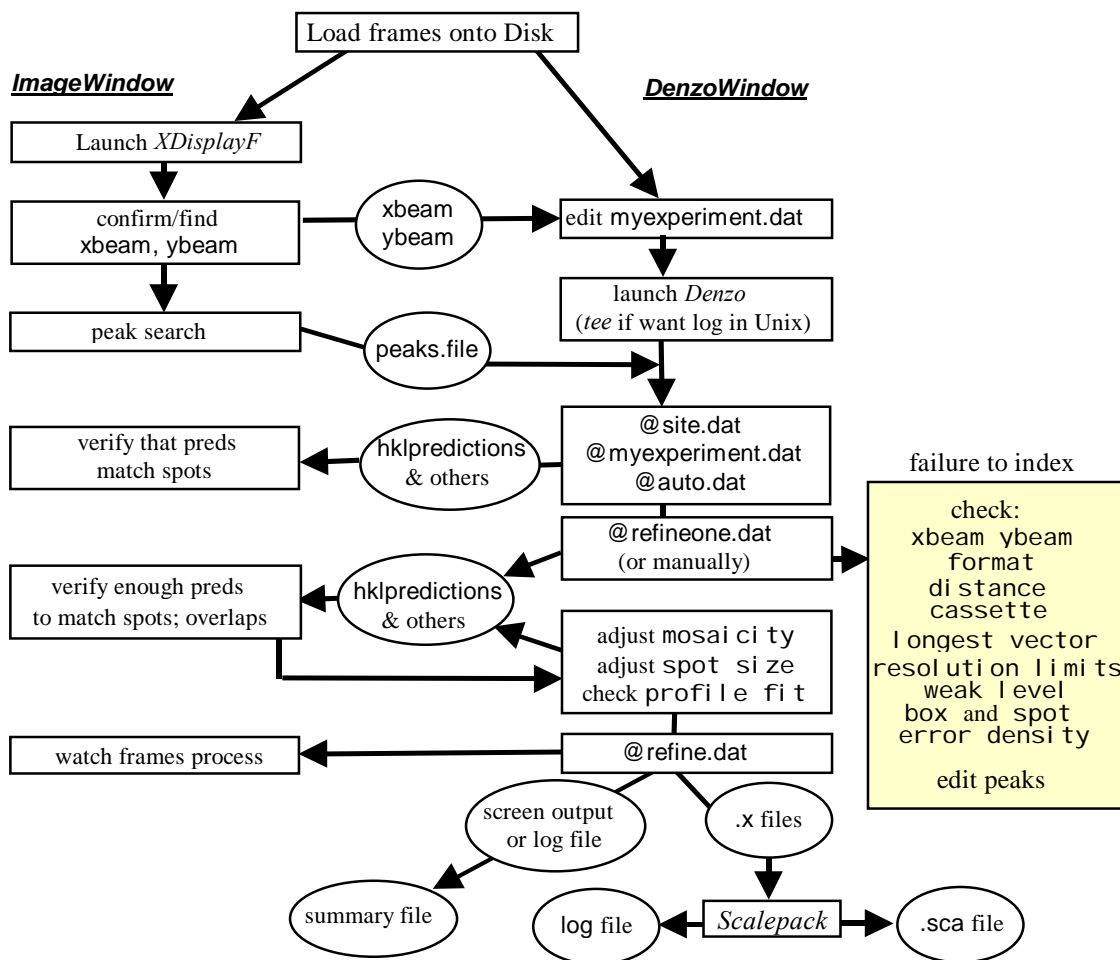 Load frames onto Disk
ImageWindow
DenzoWindow
Launch XDisplayF
confirm/find
xbeam, ybeam
xbeam
ybeam
edit myexperiment.dat
launch Denzo
(tee if want log in Unix)
peak search
peaks.file
@site.dat
@myexperiment.dat
@auto.dat
verify that preds
match spots
hklpredictions
& others
failure to index
check:
xbeam ybeam
format
distance
cassette
longest vector
resolution limits
weak level
box and spot
error density
edit peaks
@refineone.dat
(or manually)
verify enough preds
to match spots; overlaps
hklpredictions
& others
adjust mosaicity
adjust spot size
check profile fit
watch frames process
@refine.dat
screen output
or log file
.x files
summary file
log file
Scalepack
.sca file